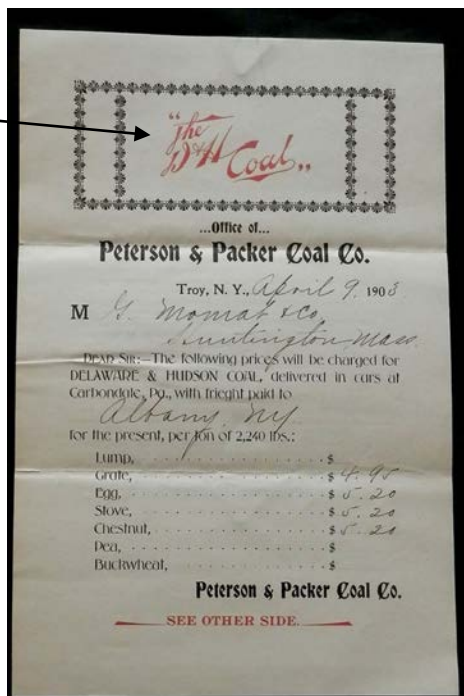 "The
D&H Coal„
...Office of...
Peterson & Packer Coal Co.
Troy, N. Y., April 9. 1903
M G. Momat & Co.
Huntington Mass.
DEAR SIR:—The following prices will be charged for
DELAWARE & HUDSON COAL, delivered in cars at
Carbondale, Pa., with frieght paid to
Albany, NY.
for the present, per ton of 2,240 lbs.:
Lump, $
Grate, $ 4.95
Egg, $ 5.20
Stove, $ 5.20
Chestnut, $ 5.20
Pea, $
Buckwheat, $
Peterson & Packer Coal Co.
SEE OTHER SIDE.